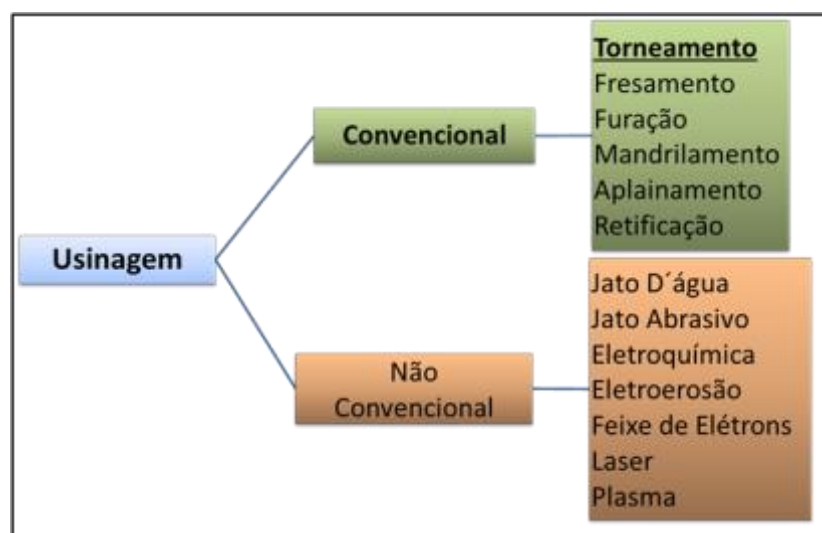 Usinagem
Convencional
Torneamento
Fresamento
Furação
Mandrilamento
Aplainamento
Retificação
Não
Convencional
Jato D´água
Jato Abrasivo
Eletroquímica
Eletroerosão
Feixe de Elétrons
Laser
Plasma